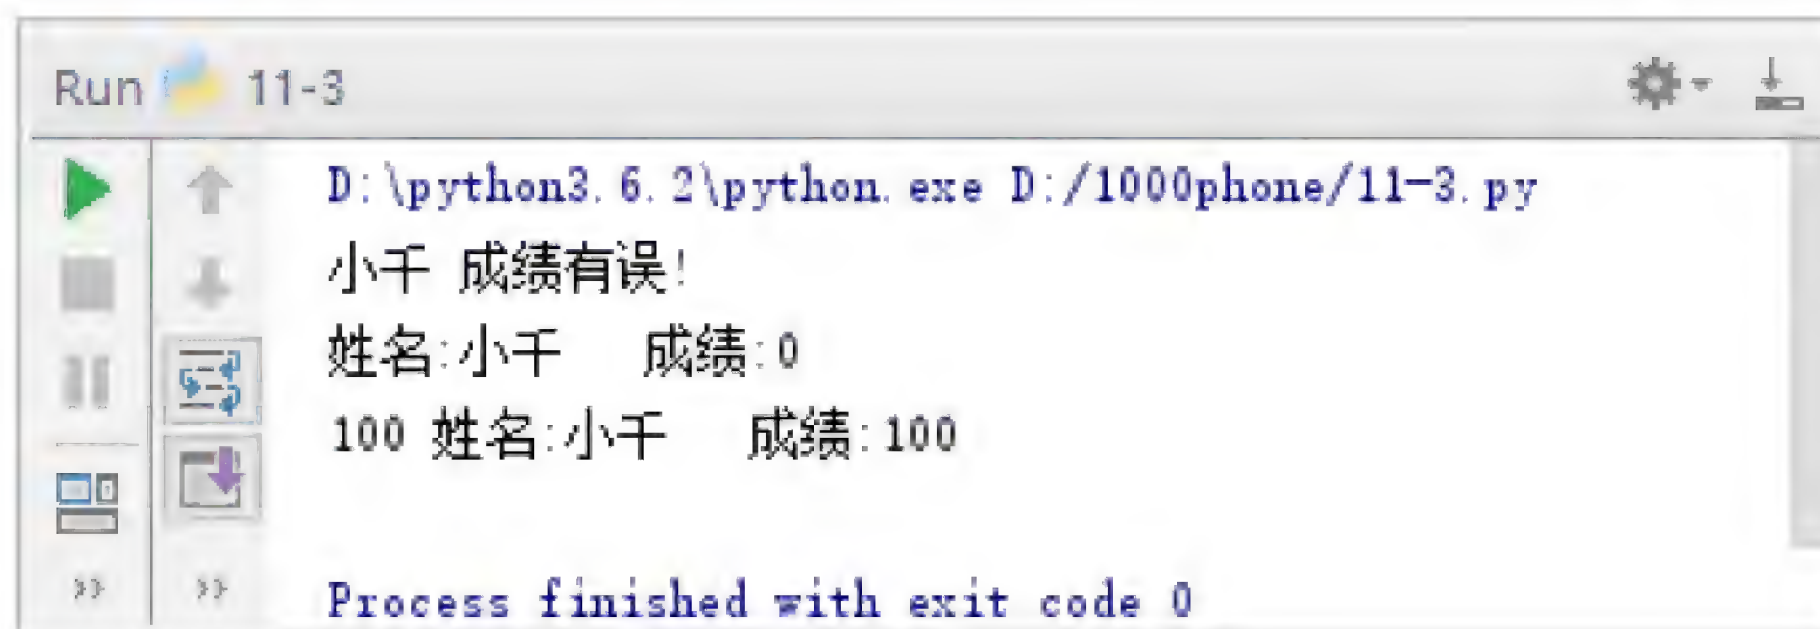 Run 11-3
D:\python3.6.2\python.exe D:/1000phone/11-3.py
小千 成绩有误!
姓名:小千 成绩:0
100 姓名:小千 成绩:100
Process finished with exit code 0